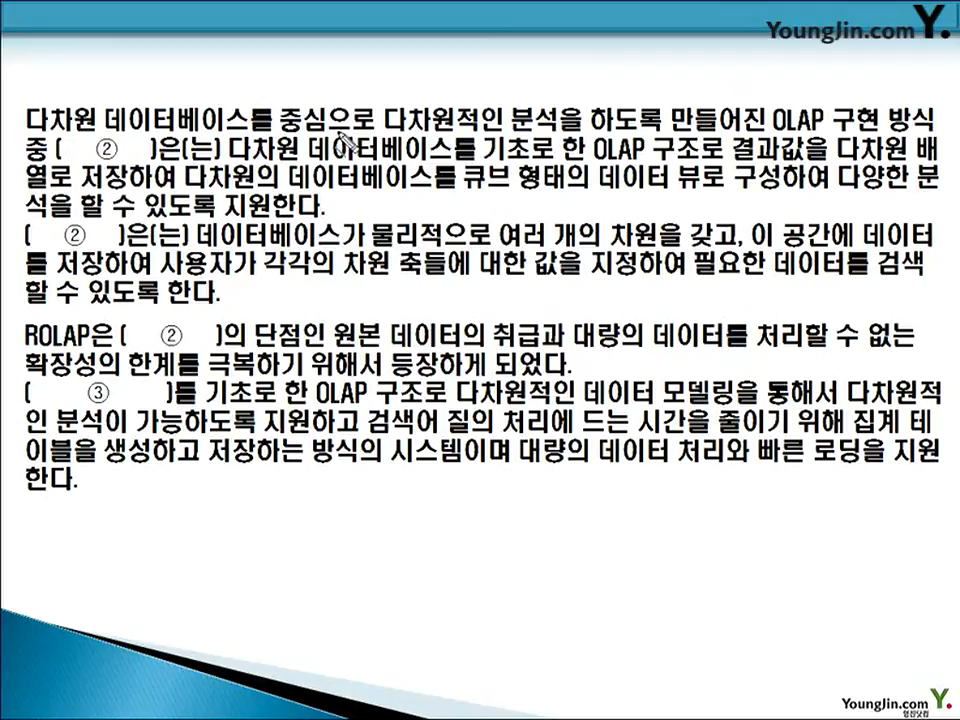 YoungJin.com Y.
다차원 데이터베이스를 중심으로 다차원적인 분석을 하도록 만들어진 OLAP 구현 방식
중 ( ② )은(는) 다차원 데이터베이스를 기초로 한 OLAP 구조로 결과값을 다차원 배
열로 저장하여 다차원의 데이터베이스를 큐브 형태의 데이터 뷰로 구성하여 다양한 분
석을 할 수 있도록 지원한다.
( ② )은(는) 데이터베이스가 물리적으로 여러 개의 차원을 갖고, 이 공간에 데이터
를 저장하여 사용자가 각각의 차원 축들에 대한 값을 지정하여 필요한 데이터를 검색
할 수 있도록 한다.
ROLAP은 ( ② )의 단점인 원본 데이터의 취급과 대량의 데이터를 처리할 수 없는
확장성의 한계를 극복하기 위해서 등장하게 되었다.
( ③ )를 기초로 한 OLAP 구조로 다차원적인 데이터 모델링을 통해서 다차원적
인 분석이 가능하도록 지원하고 검색어 질의 처리에 드는 시간을 줄이기 위해 집계 테
이블을 생성하고 저장하는 방식의 시스템이며 대량의 데이터 처리와 빠른 로딩을 지원
한다.
YoungJin.com Y.
영진닷컴